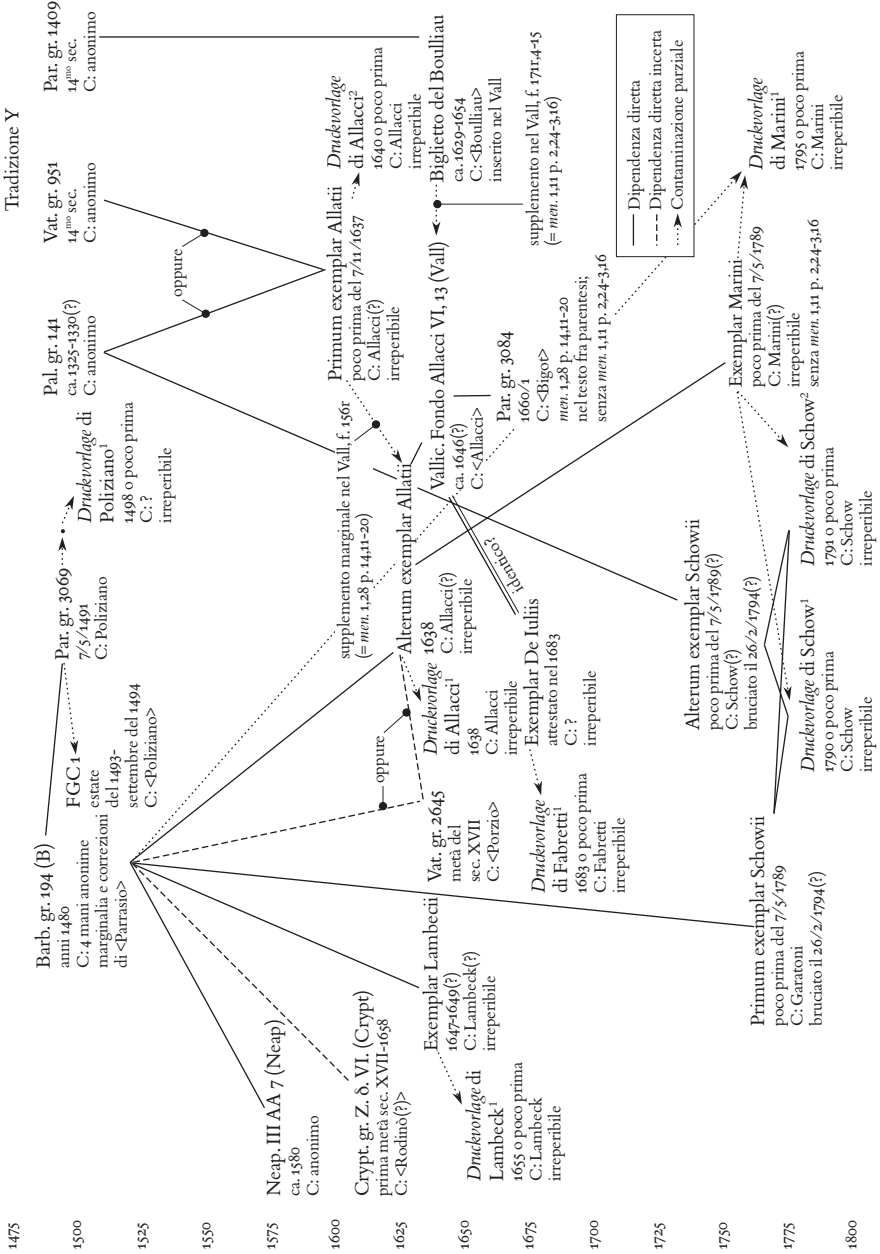 Tradizione Y
1475
1500
1525
1550
1575
1600
1625
1650
1675
1700
1725
1750
1775
1800
Barb. gr. 194 (B)
anni 1480
C: 4 mani anonime
marginalia e correzioni
di <Parrasio>
Par. gr. 3069
7/5/1491
C: Poliziano
FGC 1
estate
del 1493-
settembre del 1494
C: <Poliziano>
Druckvorlage di
Poliziano¹
1498 o poco prima
C: ?
irreperibile
Pal. gr. 141
ca. 1325-1330(?)
C: anonimo
Vat. gr. 951
14ᵐᵒ sec.
C: anonimo
Par. gr. 1409
14ᵐᵒ sec.
C: anonimo
oppure
Neap. III AA 7 (Neap)
ca. 1580
C: anonimo
Crypt. gr. Z. δ. VI. (Crypt)
prima metà sec. XVII-1658
C: <Rodinò(?)>
Primum exemplar Allatii
poco prima del 7/11/1637
C: Allacci(?)
irreperibile
Druckvorlage
di Allacci²
1640 o poco prima
C: Allacci
irreperibile
supplemento marginale nel Vall, f. 156r
(= men. 1,28 p. 14,11-20)
Alterum exemplar Allatii
1638
C: Allacci(?)
irreperibile
Druckvorlage
di Allacci¹
1638
C: Allacci
irreperibile
oppure
Vat. gr. 2645
metà del
sec. XVII
C: <Porzio>
Exemplar Lambecii
1647-1649(?)
C: Lambeck(?)
irreperibile
Druckvorlage di
Lambeck¹
1655 o poco prima
C: Lambeck
irreperibile
Vallic. Fondo Allacci VI, 13 (Vall)
ca. 1646(?)
C: <Allacci>
Biglietto del Boulliau
ca. 1629-1654
C: <Boulliau>
inserito nel Vall
supplemento nel Vall, f. 171r,4-15
(= men. 1,11 p. 2,24-3,16)
Par. gr. 3084
1660/1
C: <Bigot>
men. 1,28 p. 14,11-20
nel testo fra parentesi;
senza men. 1,11 p. 2,24-3,16
identico?
Exemplar De Iuliis
attestato nel 1683
C: ?
irreperibile
Druckvorlage
di Fabretti¹
1683 o poco prima
C: Fabretti
irreperibile
Dipendenza diretta
Dipendenza diretta incerta
Contaminazione parziale
Primum exemplar Schowii
poco prima del 7/5/1789
C: Garatoni
bruciato il 26/2/1794(?)
Alterum exemplar Schowii
poco prima del 7/5/1789(?)
C: Schow(?)
bruciato il 26/2/1794(?)
Exemplar Marini
poco prima del 7/5/1789
C: Marini(?)
irreperibile
senza men. 1,11 p. 2,24-3,16
Druckvorlage di Schow¹
1790 o poco prima
C: Schow
irreperibile
Druckvorlage di Schow²
1791 o poco prima
C: Schow
irreperibile
Druckvorlage
di Marini¹
1795 o poco prima
C: Marini
irreperibile